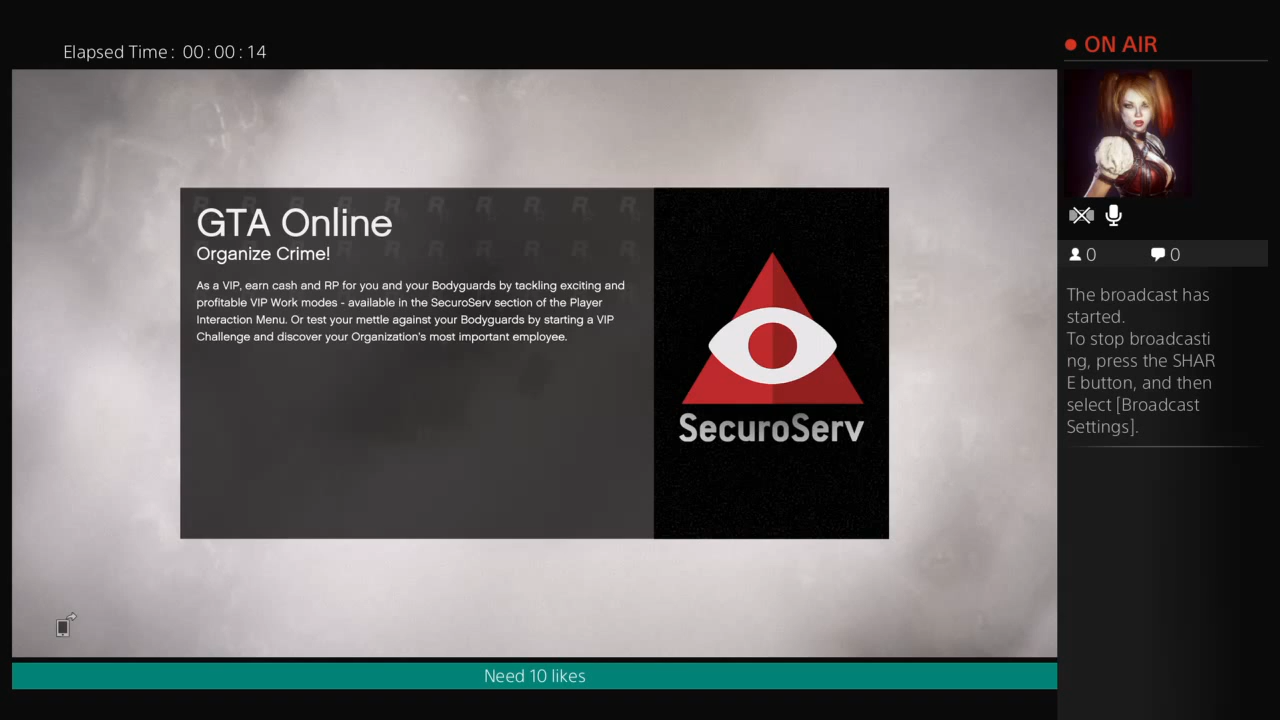 Elapsed Time: 00:00:14
ON AIR
GTA Online
Organize Crime!
As a VIP, earn cash and RP for you and your Bodyguards by tackling exciting and
profitable VIP Work modes - available in the SecuroServ section of the Player
Interaction Menu. Or test your mettle against your Bodyguards by starting a VIP
Challenge and discover your Organization's most important employee.
SecuroServ
0
0
The broadcast has
started.
To stop broadcasti
ng, press the SHAR
E button, and then
select [Broadcast
Settings].
Need 10 likes